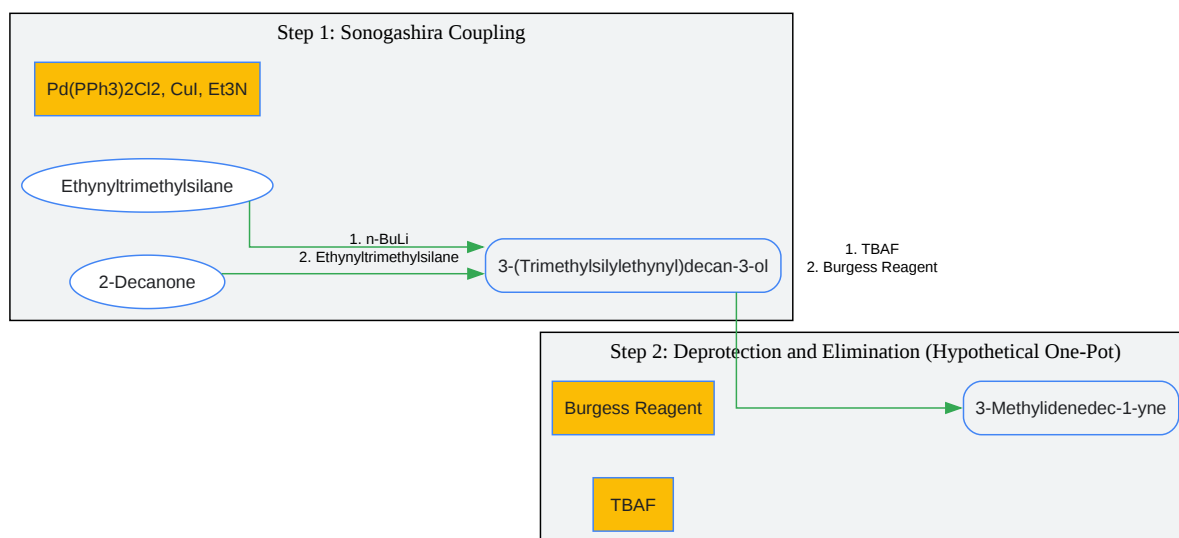 Step 1: Sonogashira Coupling
Pd(PPh3)2Cl2, CuI, Et3N
Ethynyltrimethylsilane
1. n-BuLi
2. Ethynyltrimethylsilane
2-Decanone
3-(Trimethylsilylethynyl)decan-3-ol
1. TBAF
2. Burgess Reagent
Step 2: Deprotection and Elimination (Hypothetical One-Pot)
Burgess Reagent
3-Methylidenedec-1-yne
TBAF